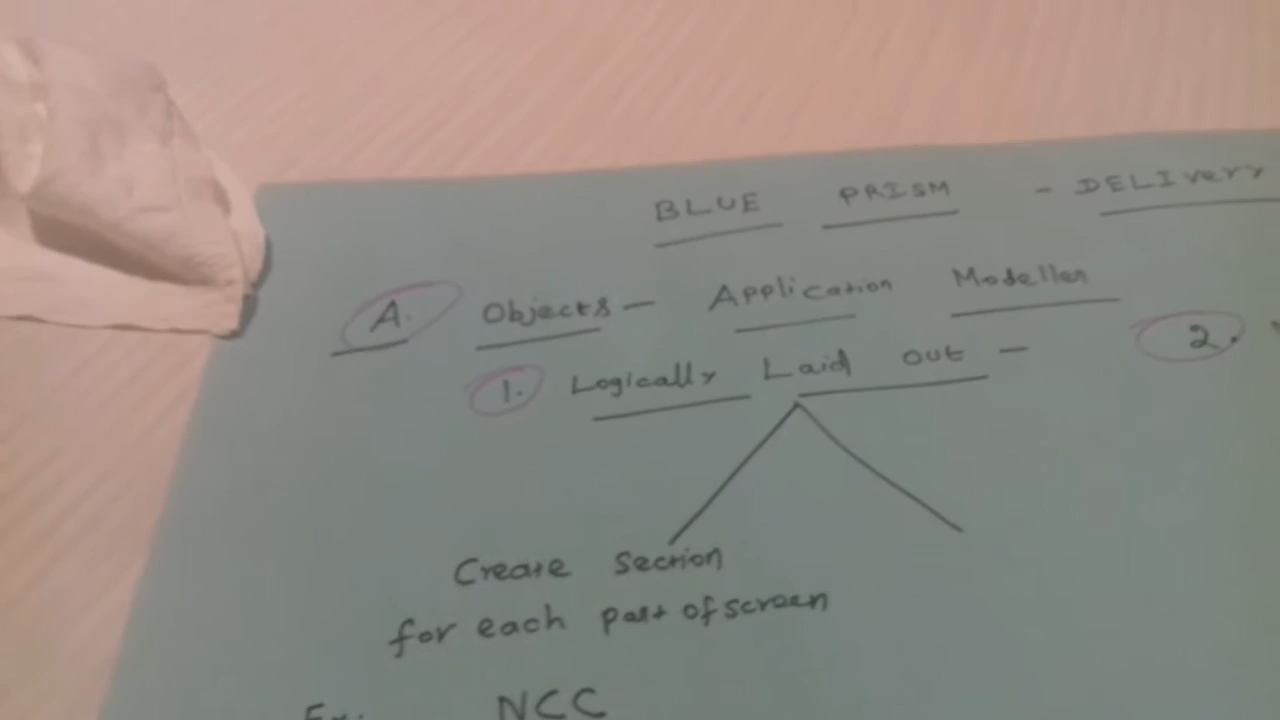 BLUE PRISM - DELIVERY
A. Objects - Application Modeller
1. Logically Laid out - 2.
Create Section
for each part of screen
Ex. NCC